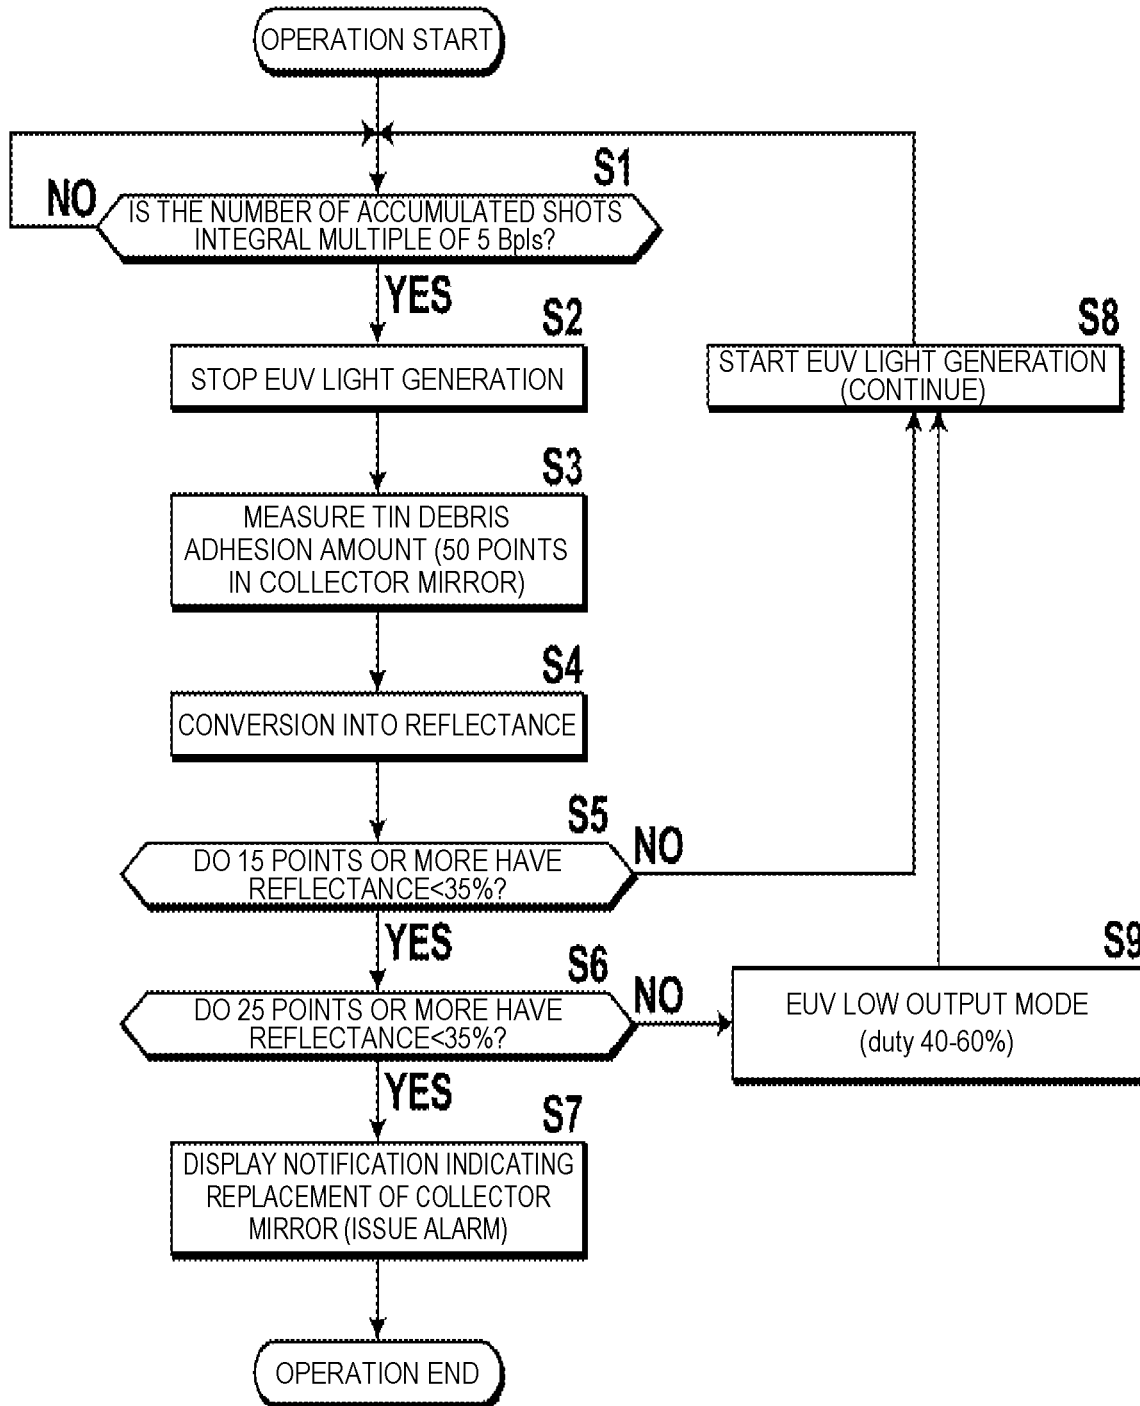 OPERATION START
S1
NO
IS THE NUMBER OF ACCUMULATED SHOTS
INTEGRAL MULTIPLE OF 5 Bpls?
YES
S2
STOP EUV LIGHT GENERATION
S8
START EUV LIGHT GENERATION
(CONTINUE)
S3
MEASURE TIN DEBRIS
ADHESION AMOUNT (50 POINTS
IN COLLECTOR MIRROR)
S4
CONVERSION INTO REFLECTANCE
S5
DO 15 POINTS OR MORE HAVE
REFLECTANCE<35%?
NO
YES
S6
DO 25 POINTS OR MORE HAVE
REFLECTANCE<35%?
NO
S9
EUV LOW OUTPUT MODE
(duty 40-60%)
YES
S7
DISPLAY NOTIFICATION INDICATING
REPLACEMENT OF COLLECTOR
MIRROR (ISSUE ALARM)
OPERATION END